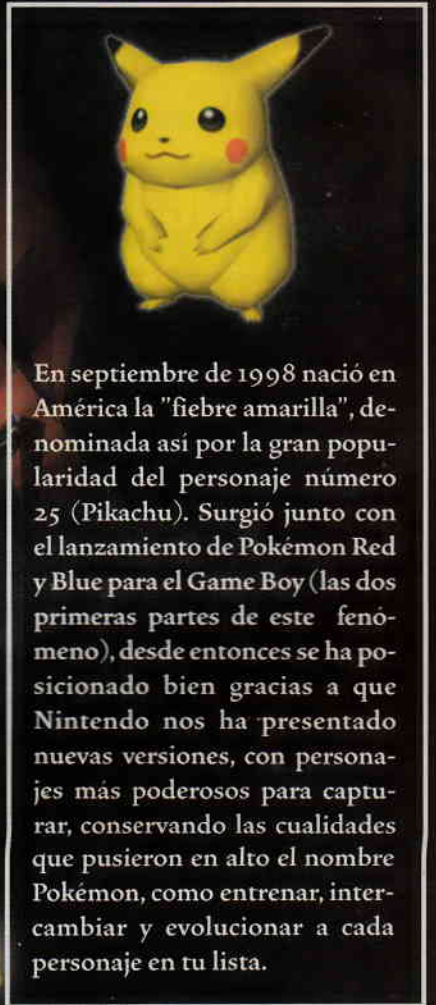 En septiembre de 1998 nació en
América la "fiebre amarilla", de-
nominada así por la gran popu-
laridad del personaje número
25 (Pikachu). Surgió junto con
el lanzamiento de Pokémon Red
y Blue para el Game Boy (las dos
primeras partes de este fenó-
meno), desde entonces se ha po-
sicionado bien gracias a que
Nintendo nos ha presentado
nuevas versiones, con persona-
jes más poderosos para captu-
rar, conservando las cualidades
que pusieron en alto el nombre
Pokémon, como entrenar, inter-
cambiar y evolucionar a cada
personaje en tu lista.